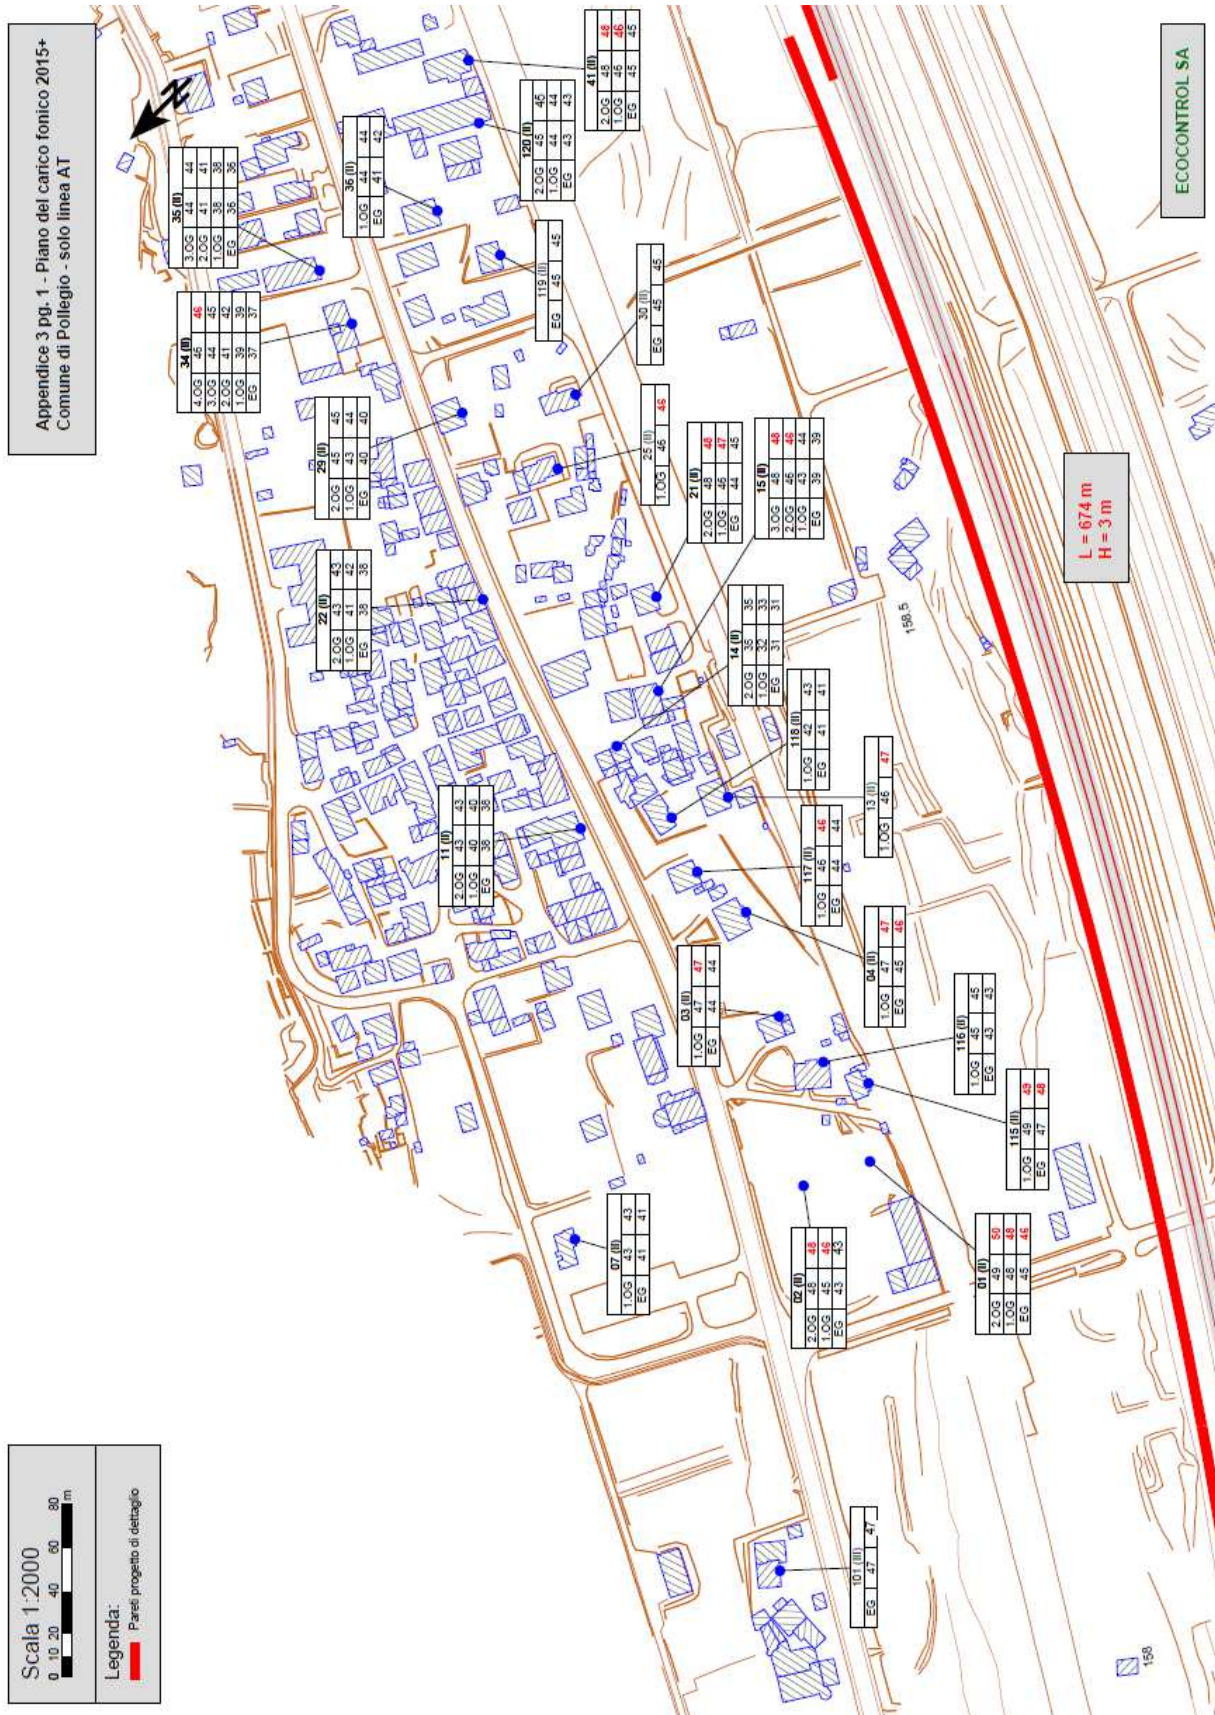 Appendice 3 pg. 1 - Piano del carico fonico 2015+
Comune di Pollegio - solo linea AT
Scala 1:2000
0 10 20 40 60 80 m
Legenda:
Pareti progetto di dettaglio
ECOCONTROL SA
L = 674 m
H = 3 m
158.5
158
35 (II)
3.OG 44 44
2.OG 41 41
1.OG 38 38
EG 36 36
34 (II)
4.OG 45 46
3.OG 44 45
2.OG 41 42
1.OG 39 39
EG 37 37
36 (II)
1.OG 44 44
EG 41 42
41 (II)
2.OG 48 48
1.OG 46 46
EG 45 45
120 (II)
2.OG 45 45
1.OG 44 44
EG 43 43
119 (II)
EG 45 45
30 (II)
EG 45 45
29 (II)
2.OG 45 45
1.OG 43 44
EG 40 40
25 (II)
1.OG 46 46
21 (II)
2.OG 48 48
1.OG 46 47
EG 44 45
15 (II)
3.OG 48 48
2.OG 46 46
1.OG 43 44
EG 39 39
22 (II)
2.OG 43 43
1.OG 41 42
EG 38 38
14 (II)
2.OG 35 35
1.OG 32 33
EG 31 31
118 (II)
1.OG 42 43
EG 41 41
13 (II)
1.OG 46 47
117 (II)
1.OG 46 46
EG 44 44
11 (II)
2.OG 43 43
1.OG 40 40
EG 38 38
04 (II)
1.OG 47 47
EG 45 46
03 (II)
1.OG 47 47
EG 44 44
116 (II)
1.OG 45 45
EG 43 43
115 (II)
1.OG 49 49
EG 47 48
07 (II)
1.OG 43 43
EG 41 41
02 (II)
2.OG 48 48
1.OG 45 46
EG 43 43
01 (II)
2.OG 49 50
1.OG 48 48
EG 45 46
101 (III)
EG 47 47